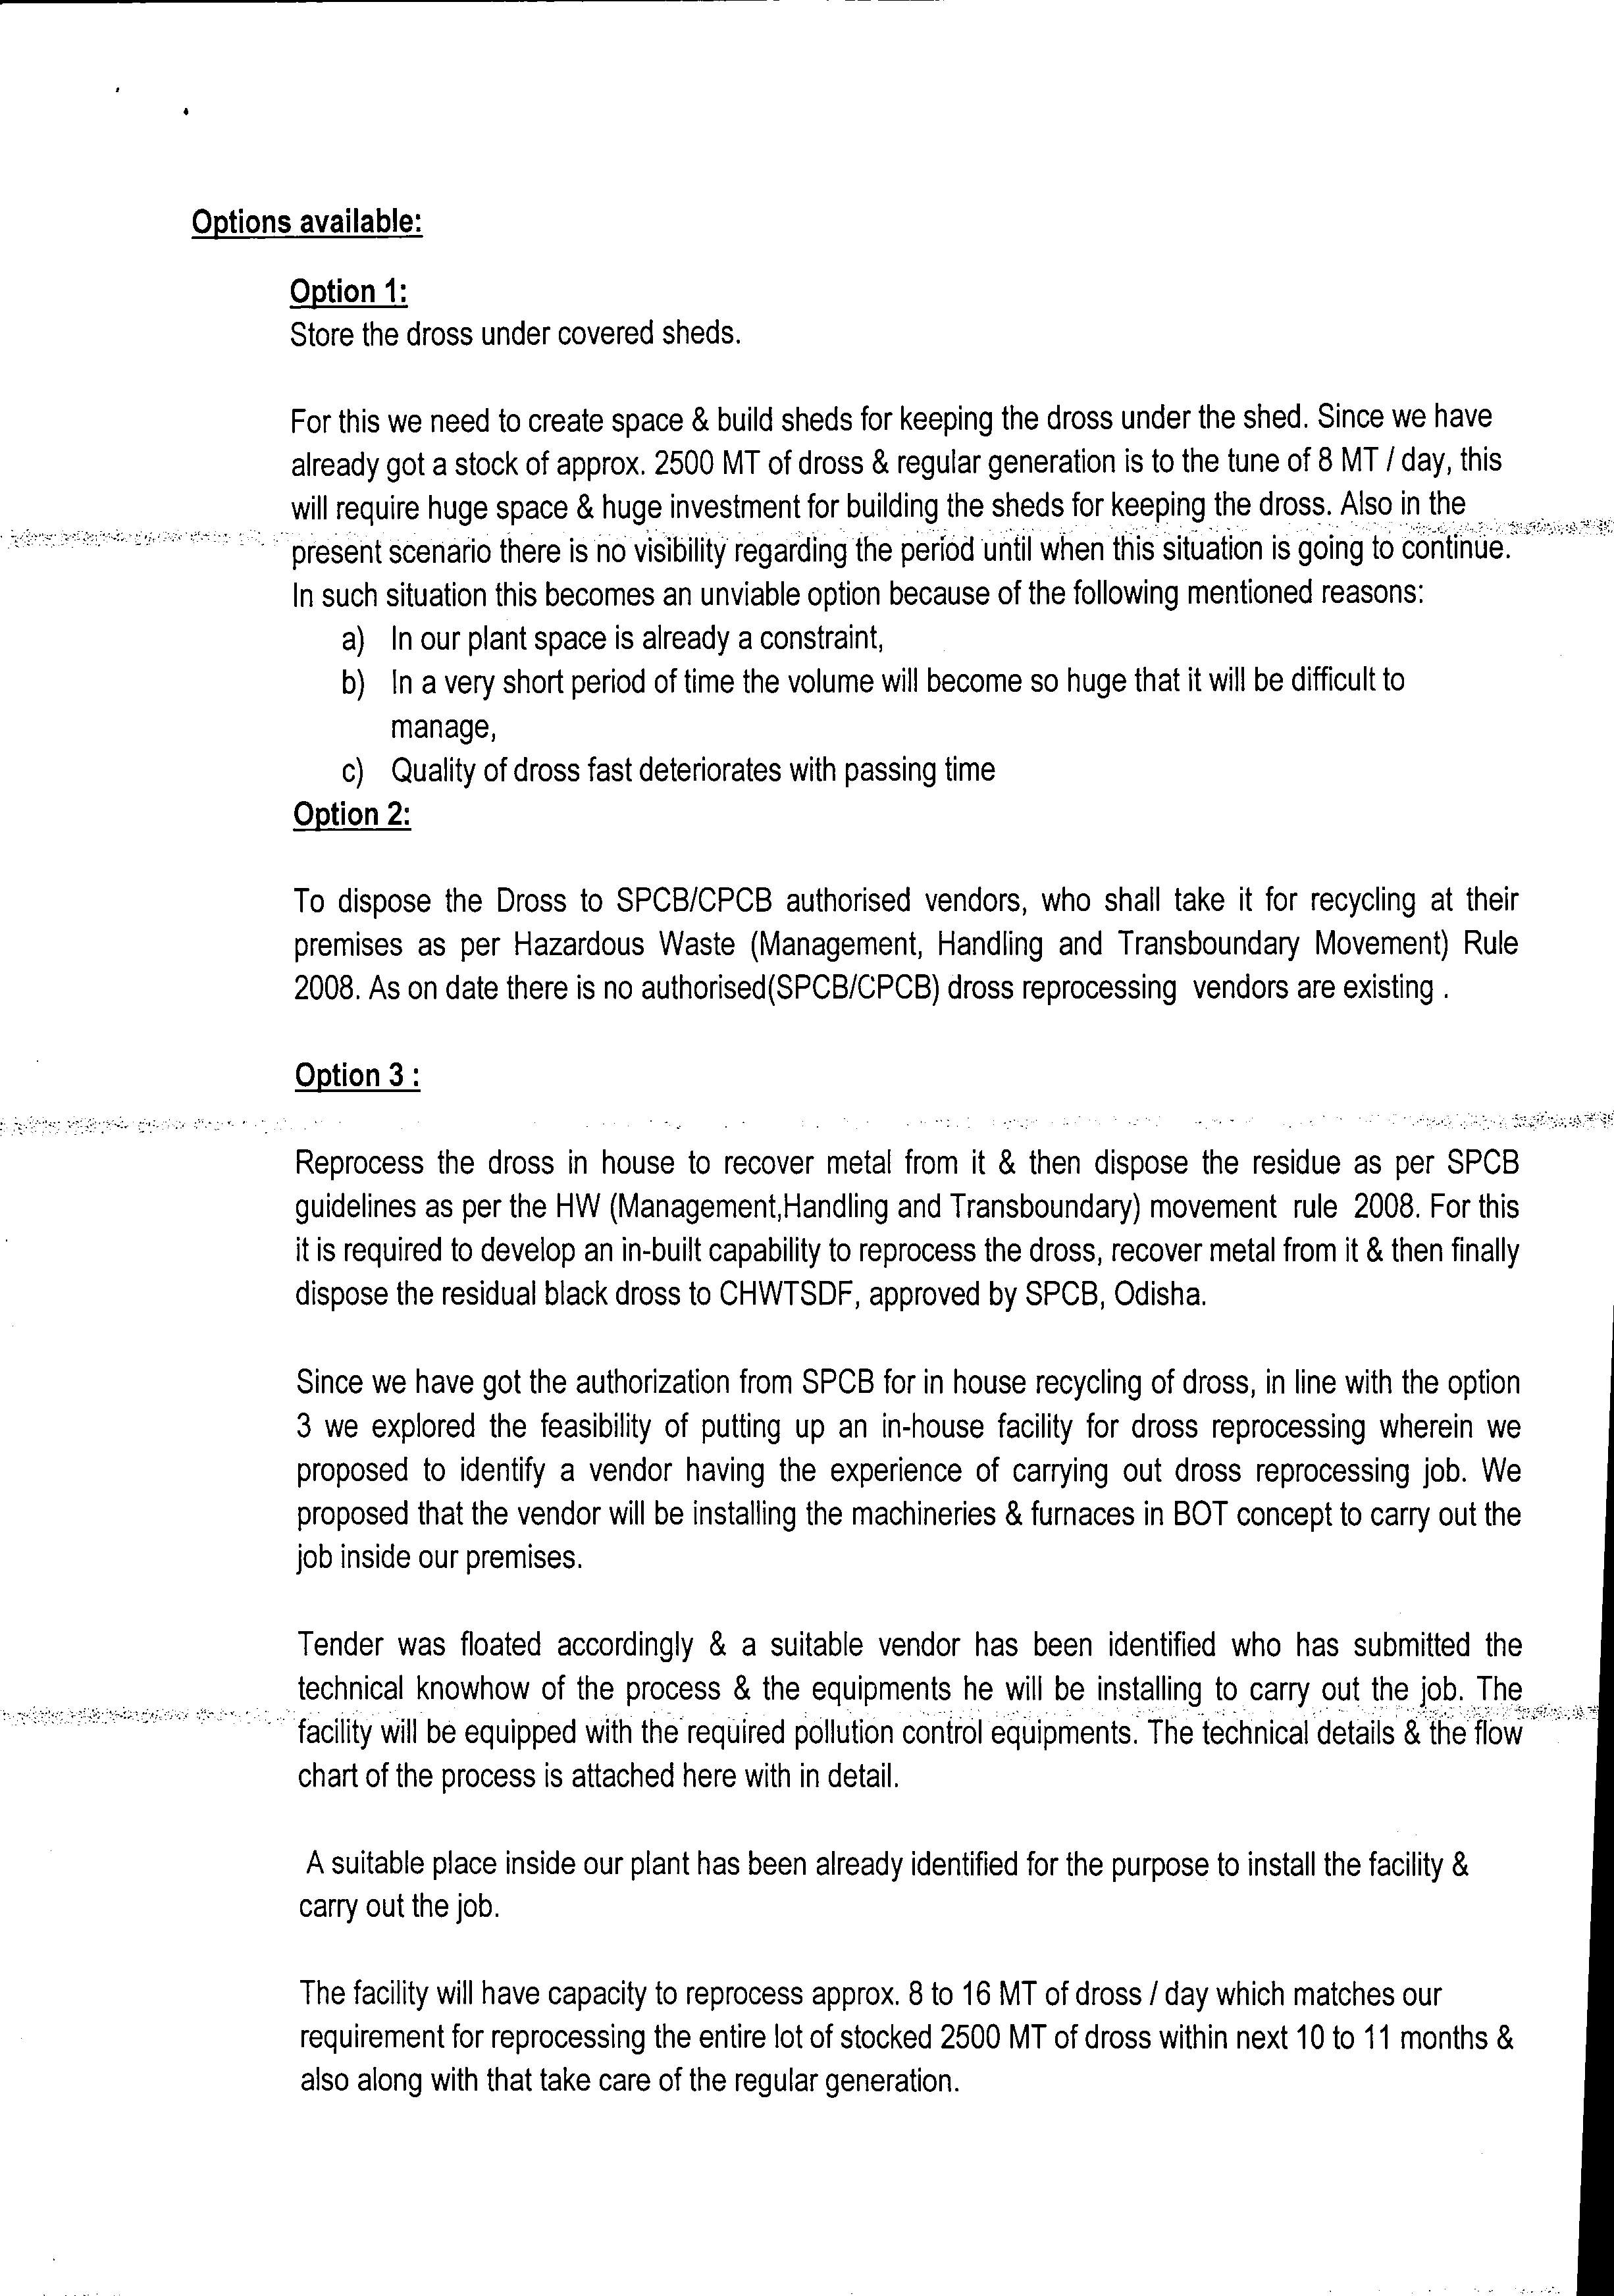 Options available:
Option 1:
Store the dross under covered sheds.
For this we need to create space & build sheds for keeping the dross under the shed. Since we have
already got a stock of approx. 2500 MT of dross & regular generation is to the tune of 8 MT / day, this
will require huge space & huge investment for building the sheds for keeping the dross. Also in the
present scenario there is no visibility regarding the period until when this situation is going to continue.
In such situation this becomes an unviable option because of the following mentioned reasons:
a) In our plant space is already a constraint,
b) In a very short period of time the volume will become so huge that it will be difficult to
manage,
c) Quality of dross fast deteriorates with passing time
Option 2:
To dispose the Dross to SPCB/CPCB authorised vendors, who shall take it for recycling at their
premises as per Hazardous Waste (Management, Handling and Transboundary Movement) Rule
2008. As on date there is no authorised(SPCB/CPCB) dross reprocessing vendors are existing .
Option 3 :
Reprocess the dross in house to recover metal from it & then dispose the residue as per SPCB
guidelines as per the HW (Management,Handling and Transboundary) movement rule 2008. For this
it is required to develop an in-built capability to reprocess the dross, recover metal from it & then finally
dispose the residual black dross to CHWTSDF, approved by SPCB, Odisha.
Since we have got the authorization from SPCB for in house recycling of dross, in line with the option
3 we explored the feasibility of putting up an in-house facility for dross reprocessing wherein we
proposed to identify a vendor having the experience of carrying out dross reprocessing job. We
proposed that the vendor will be installing the machineries & furnaces in BOT concept to carry out the
job inside our premises.
Tender was floated accordingly & a suitable vendor has been identified who has submitted the
technical knowhow of the process & the equipments he will be installing to carry out the job. The
facility will be equipped with the required pollution control equipments. The technical details & the flow
chart of the process is attached here with in detail.
A suitable place inside our plant has been already identified for the purpose to install the facility &
carry out the job.
The facility will have capacity to reprocess approx. 8 to 16 MT of dross / day which matches our
requirement for reprocessing the entire lot of stocked 2500 MT of dross within next 10 to 11 months &
also along with that take care of the regular generation.